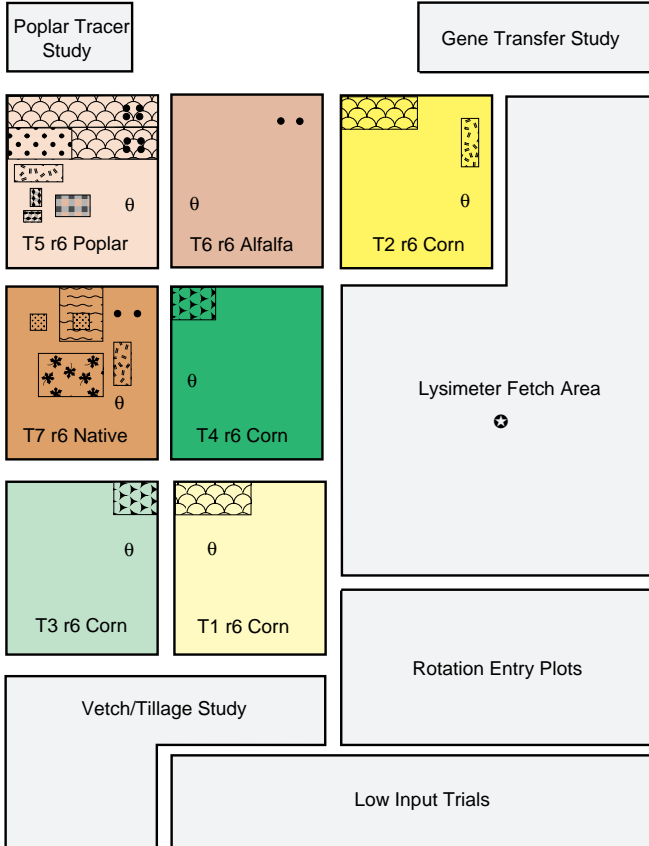 Poplar Tracer
Study
Gene Transfer Study
θ
T5 r6 Poplar
θ
T6 r6 Alfalfa
θ
T2 r6 Corn
θ
T7 r6 Native
θ
T4 r6 Corn
Lysimeter Fetch Area
θ
T3 r6 Corn
θ
T1 r6 Corn
Rotation Entry Plots
Vetch/Tillage Study
Low Input Trials